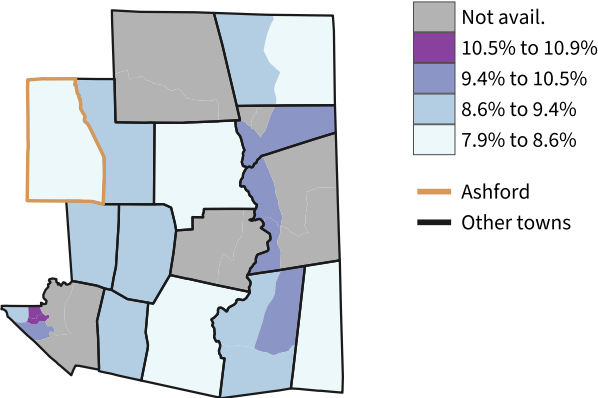 Not avail.
10.5% to 10.9%
9.4% to 10.5%
8.6% to 9.4%
7.9% to 8.6%
Ashford
Other towns